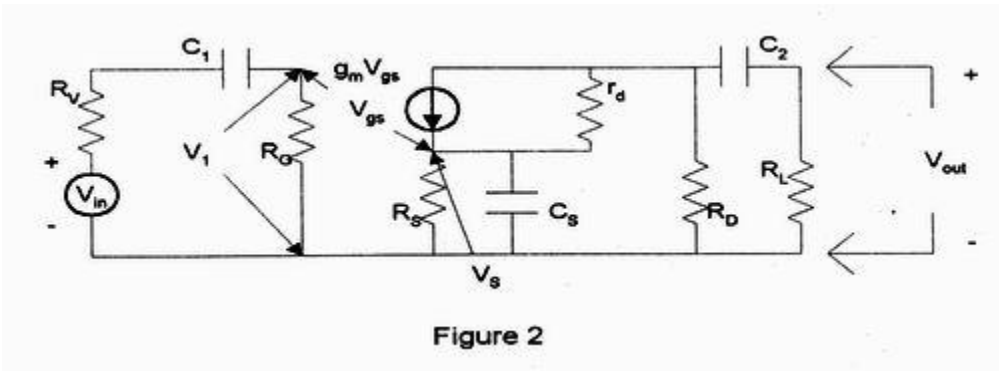 C1
C2
gmVgs
rd
RV
Vgs
+
V1
RG
+
Vin
-
RS
CS
RD
RL
Vout
+
-
VS
Figure 2